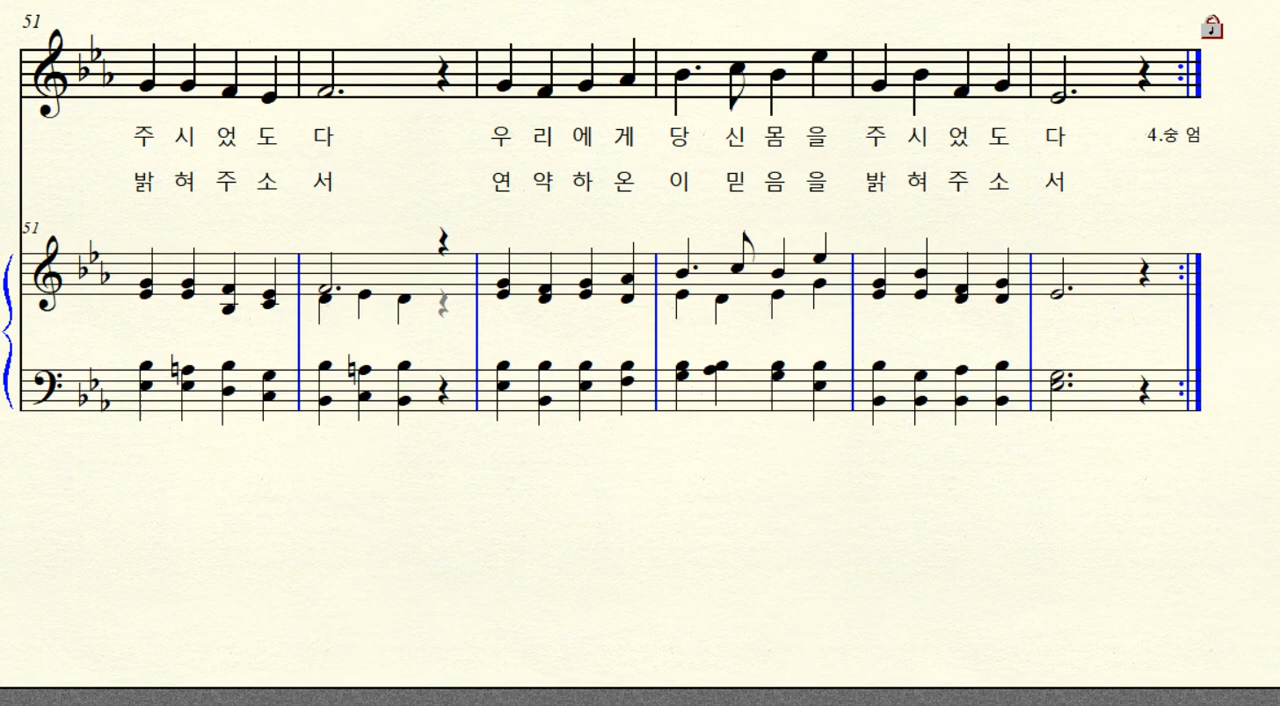 51
주 시 었 도 다 우 리 에 게 당 신 몸 을 주 시 었 도 다 4.숭 엄
밝 혀 주 소 서 연 약 하 온 이 믿 음 을 밝 혀 주 소 서
51